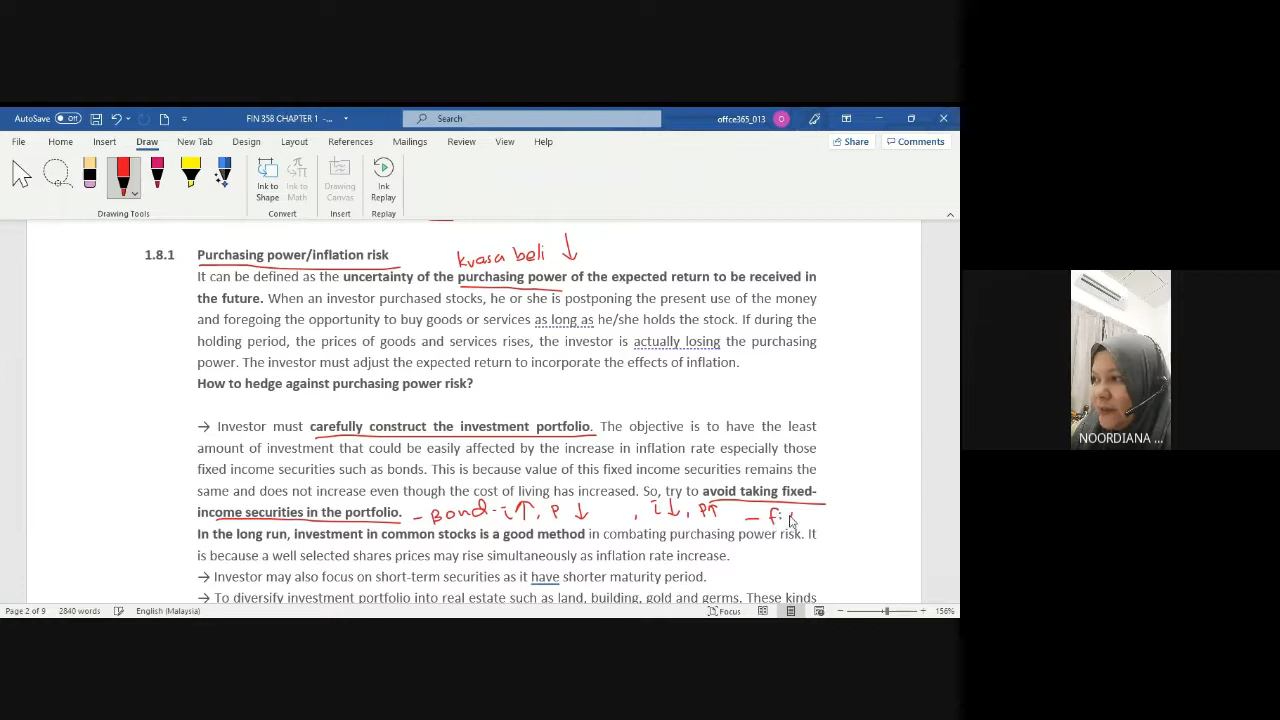 AutoSave Off FIN 358 CHAPTER 1 -... Search offce365_013 O
File Home Insert Draw New Tab Design Layout References Mailings Review View Help Share Comments
Ink to Shape Ink to Math Drawing Canvas Ink Replay
Drawing Tools Convert Insert Replay
kuasa beli ↓
1.8.1 Purchasing power/inflation risk
It can be defined as the uncertainty of the purchasing power of the expected return to be received in
the future. When an investor purchased stocks, he or she is postponing the present use of the money
and foregoing the opportunity to buy goods or services as long as he/she holds the stock. If during the
holding period, the prices of goods and services rises, the investor is actually losing the purchasing
power. The investor must adjust the expected return to incorporate the effects of inflation.
How to hedge against purchasing power risk?
→ Investor must carefully construct the investment portfolio. The objective is to have the least
amount of investment that could be easily affected by the increase in inflation rate especially those
fixed income securities such as bonds. This is because value of this fixed income securities remains the
same and does not increase even though the cost of living has increased. So, try to avoid taking fixed-
income securities in the portfolio. - Bond - i ↑, P ↓ , i ↓, P↑ - fi
In the long run, investment in common stocks is a good method in combating purchasing power risk. It
is because a well selected shares prices may rise simultaneously as inflation rate increase.
→ Investor may also focus on short-term securities as it have shorter maturity period.
→ To diversify investment portfolio into real estate such as land, building, gold and germs. These kinds
Page 2 of 9 2840 words English (Malaysia) Focus 156%
NOORDIANA ...